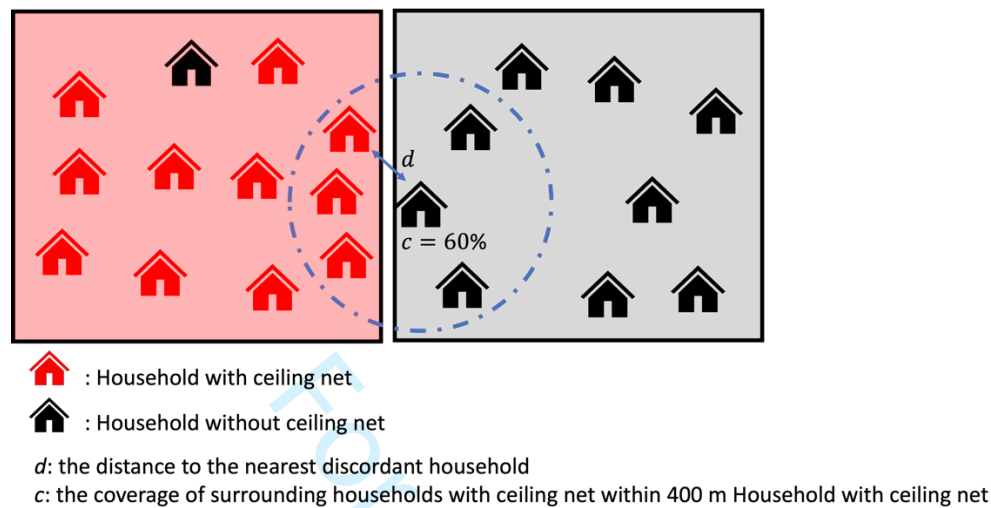 d
c = 60%
: Household with ceiling net
: Household without ceiling net
d: the distance to the nearest discordant household
c: the coverage of surrounding households with ceiling net within 400 m Household with ceiling net
For